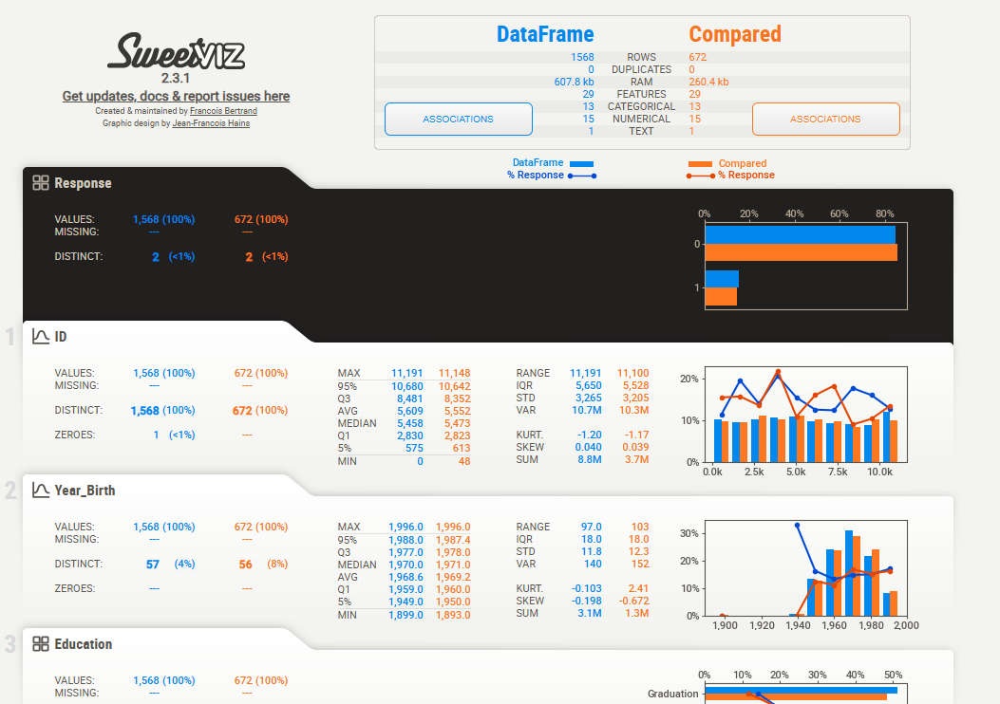 SweetVIZ
2.3.1
Get updates, docs & report issues here
Created & maintained by Francois Bertrand
Graphic design by Jean-Francois Hains
DataFrame Compared
1568 ROWS 672
0 DUPLICATES 0
607.8 kb RAM 260.4 kb
29 FEATURES 29
13 CATEGORICAL 13
15 NUMERICAL 15
1 TEXT 1
ASSOCIATIONS
ASSOCIATIONS
DataFrame Compared
% Response % Response
Response
VALUES: 1,568 (100%) 672 (100%)
MISSING: --- ---
DISTINCT: 2 (<1%) 2 (<1%)
0% 20% 40% 60% 80%
0
1
1
ID
VALUES: 1,568 (100%) 672 (100%)
MISSING: --- ---
DISTINCT: 1,568 (100%) 672 (100%)
ZEROES: 1 (<1%) ---
MAX 11,191 11,148
95% 10,680 10,642
Q3 8,481 8,352
AVG 5,609 5,552
MEDIAN 5,458 5,473
Q1 2,830 2,823
5% 575 613
MIN 0 48
RANGE 11,191 11,100
IQR 5,650 5,528
STD 3,265 3,205
VAR 10.7M 10.3M
KURT. -1.20 -1.17
SKEW 0.040 0.039
SUM 8.8M 3.7M
20%
10%
0%
0.0k 2.5k 5.0k 7.5k 10.0k
2
Year_Birth
VALUES: 1,568 (100%) 672 (100%)
MISSING: --- ---
DISTINCT: 57 (4%) 56 (8%)
ZEROES: --- ---
MAX 1,996.0 1,996.0
95% 1,988.0 1,987.4
Q3 1,977.0 1,978.0
MEDIAN 1,970.0 1,971.0
AVG 1,968.6 1,969.2
Q1 1,959.0 1,960.0
5% 1,949.0 1,950.0
MIN 1,899.0 1,893.0
RANGE 97.0 103
IQR 18.0 18.0
STD 11.8 12.3
VAR 140 152
KURT. -0.103 2.41
SKEW -0.198 -0.672
SUM 3.1M 1.3M
30%
20%
10%
0%
1,900 1,920 1,940 1,960 1,980 2,000
3
Education
VALUES: 1,568 (100%) 672 (100%)
MISSING: --- ---
0% 10% 20% 30% 40% 50%
Graduation